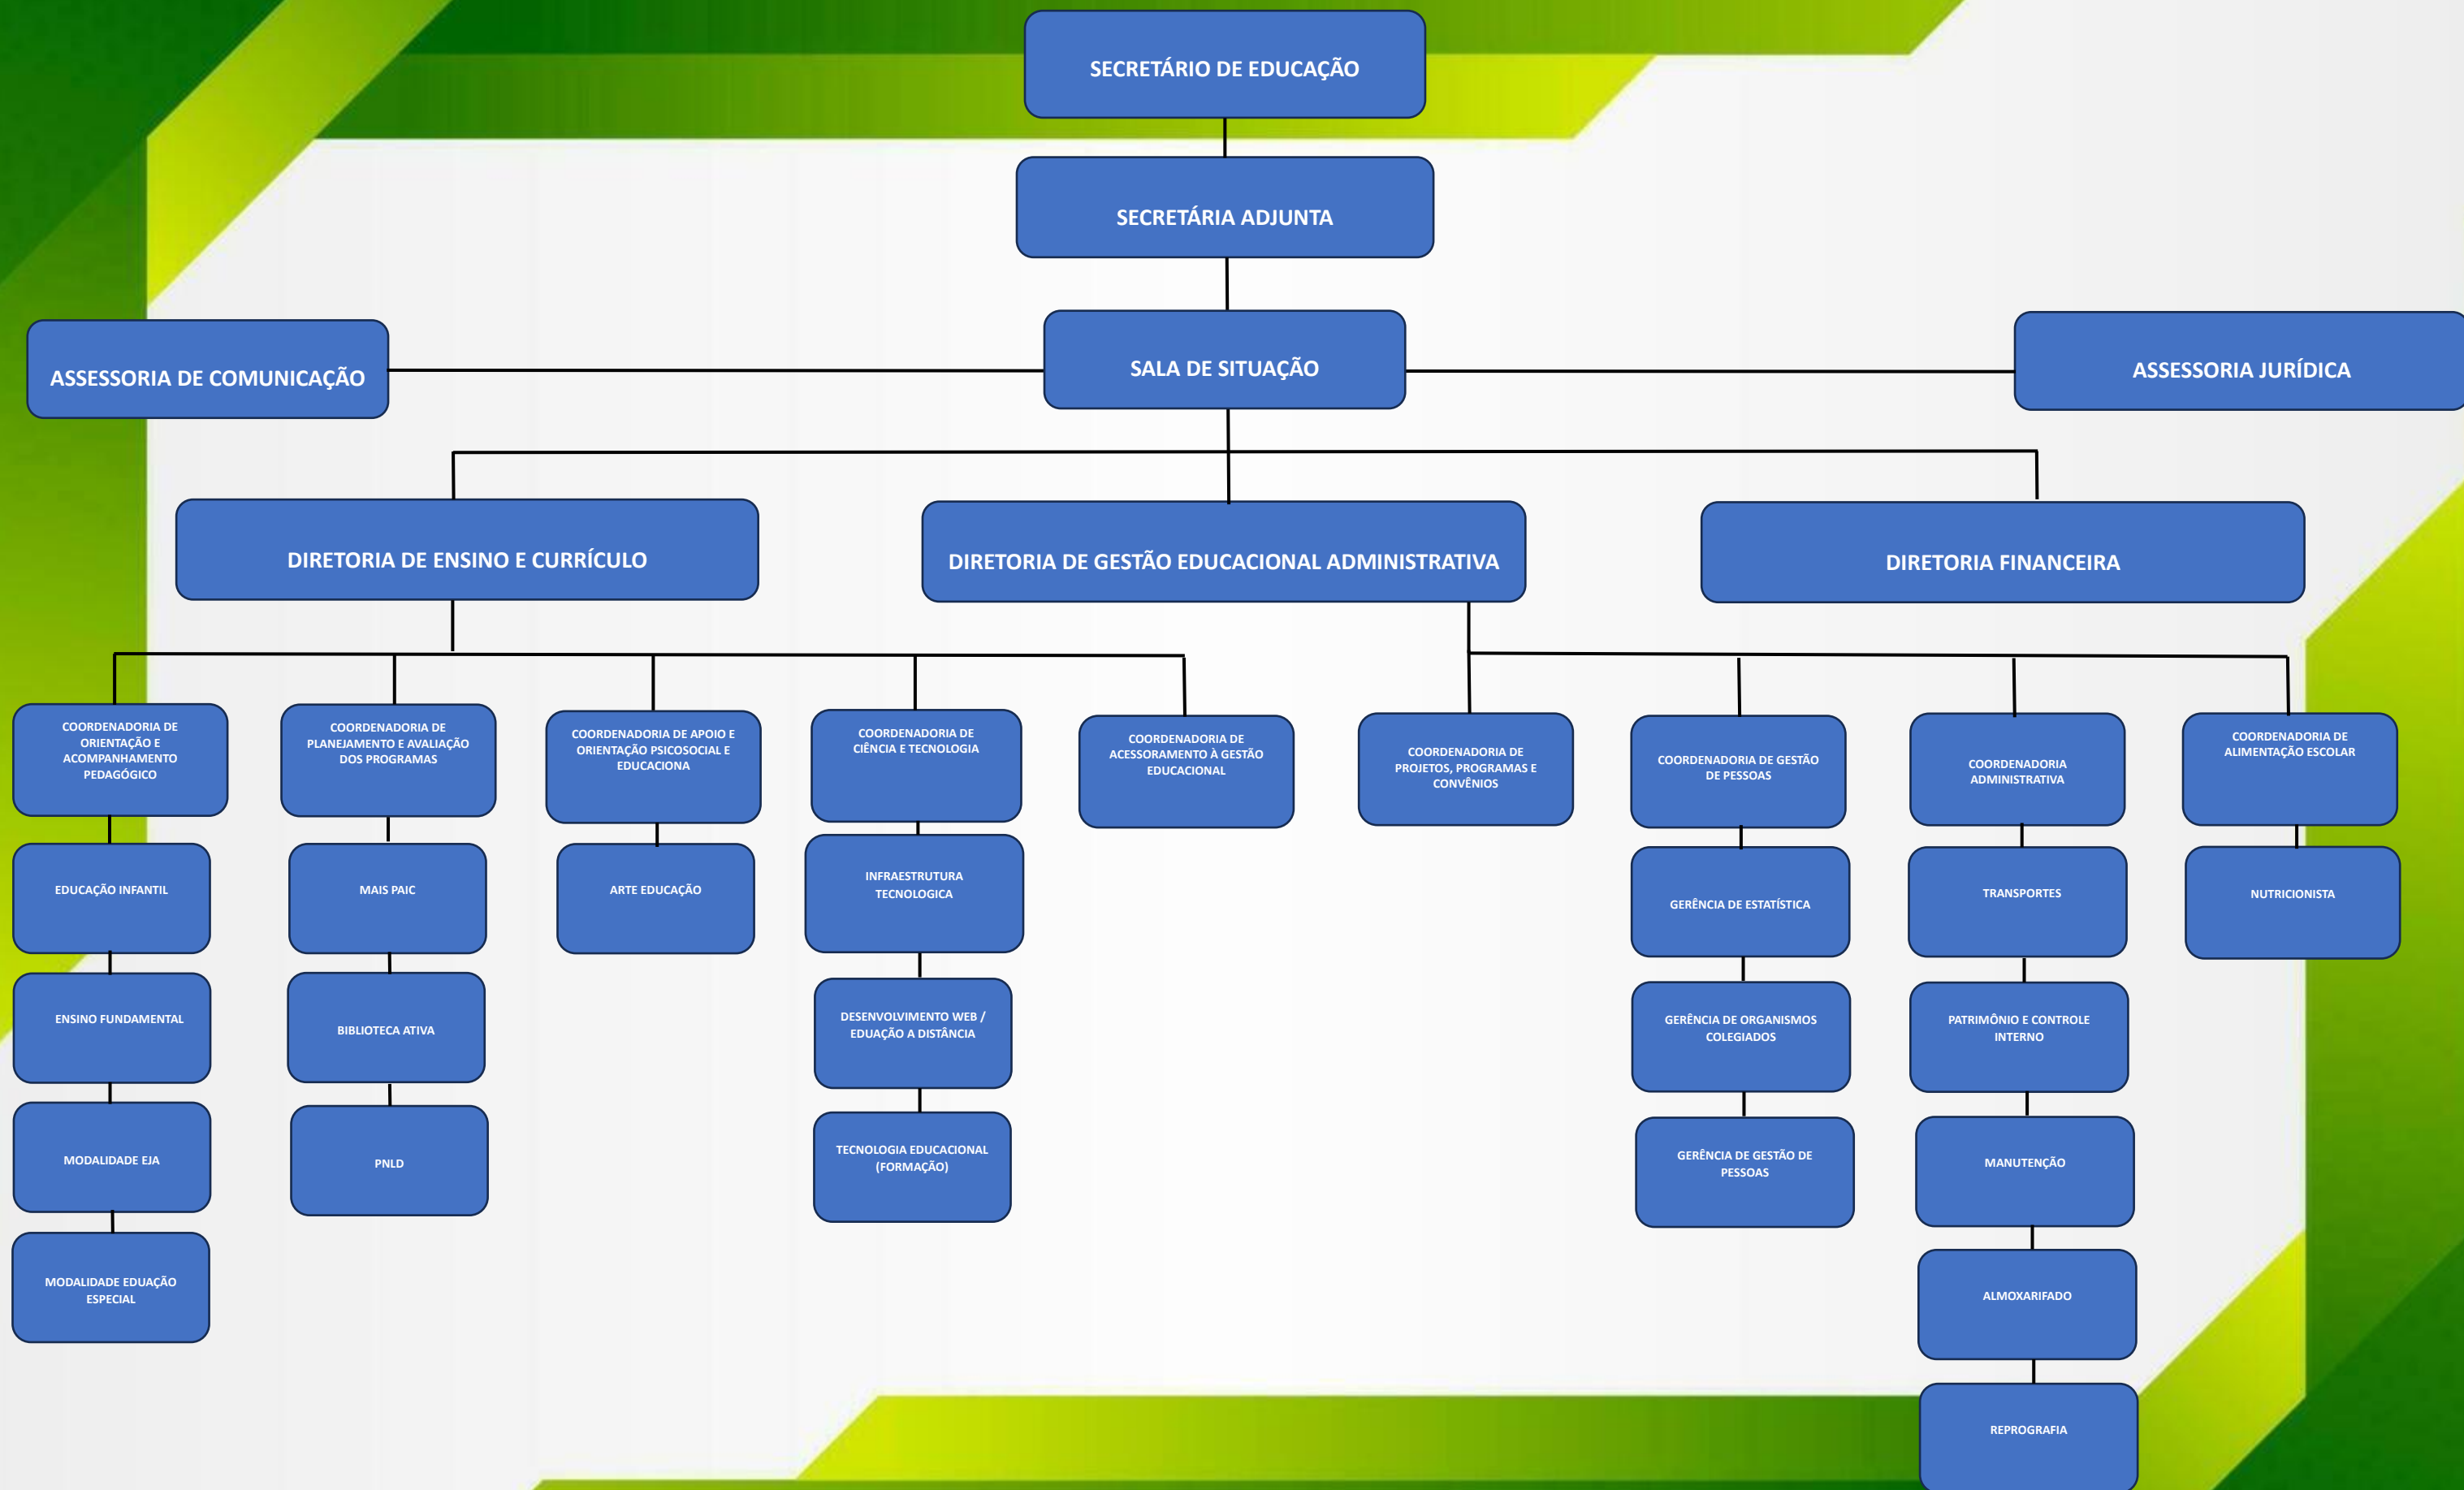 SECRETÁRIO DE EDUCAÇÃO
SECRETÁRIA ADJUNTA
ASSESSORIA DE COMUNICAÇÃO
SALA DE SITUAÇÃO
ASSESSORIA JURÍDICA
DIRETORIA DE ENSINO E CURRÍCULO
DIRETORIA DE GESTÃO EDUCACIONAL ADMINISTRATIVA
DIRETORIA FINANCEIRA
COORDENADORIA DE
ORIENTAÇÃO E
ACOMPANHAMENTO
PEDAGÓGICO
COORDENADORIA DE
PLANEJAMENTO E AVALIAÇÃO
DOS PROGRAMAS
COORDENADORIA DE APOIO E
ORIENTAÇÃO PSICOSOCIAL E
EDUCACIONA
COORDENADORIA DE
CIÊNCIA E TECNOLOGIA
COORDENADORIA DE
ACESSORAMENTO À GESTÃO
EDUCACIONAL
COORDENADORIA DE
PROJETOS, PROGRAMAS E
CONVÊNIOS
COORDENADORIA DE GESTÃO
DE PESSOAS
COORDENADORIA
ADMINISTRATIVA
COORDENADORIA DE
ALIMENTAÇÃO ESCOLAR
EDUCAÇÃO INFANTIL
MAIS PAIC
ARTE EDUCAÇÃO
INFRAESTRUTURA
TECNOLOGICA
GERÊNCIA DE ESTATÍSTICA
TRANSPORTES
NUTRICIONISTA
ENSINO FUNDAMENTAL
BIBLIOTECA ATIVA
DESENVOLVIMENTO WEB /
EDUAÇÃO A DISTÂNCIA
GERÊNCIA DE ORGANISMOS
COLEGIADOS
PATRIMÔNIO E CONTROLE
INTERNO
MODALIDADE EJA
PNLD
TECNOLOGIA EDUCACIONAL
(FORMAÇÃO)
GERÊNCIA DE GESTÃO DE
PESSOAS
MANUTENÇÃO
MODALIDADE EDUAÇÃO
ESPECIAL
ALMOXARIFADO
REPROGRAFIA